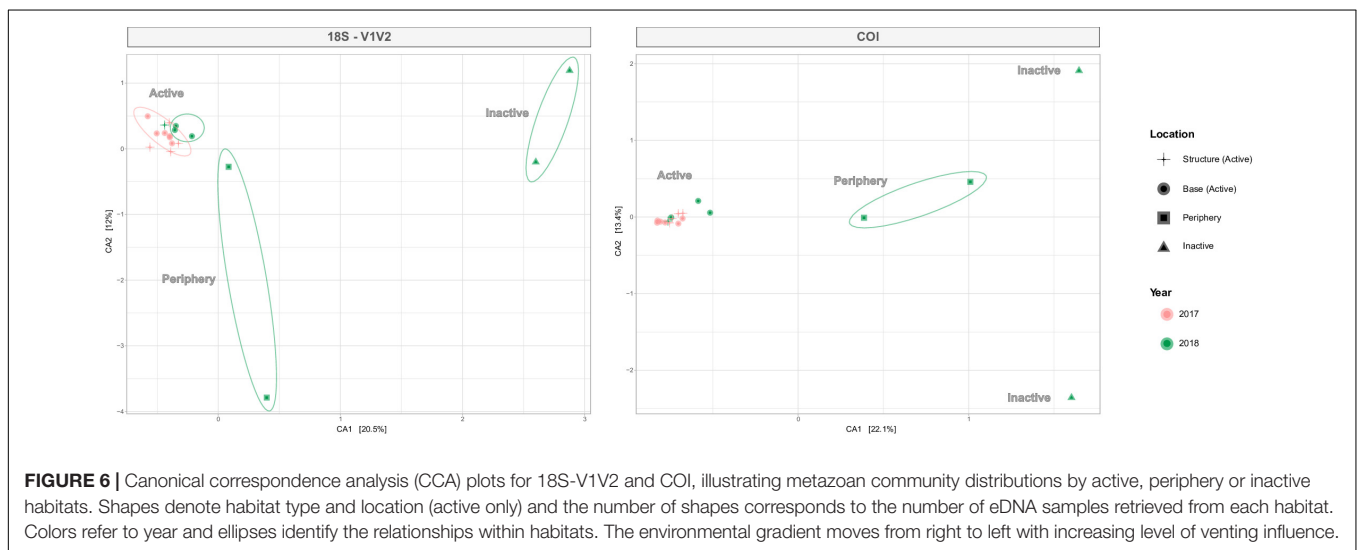 18S - V1V2
COI
Active
Inactive
Periphery
1
0
−1
−2
−3
−4
CA2 [12%]
0
1
2
3
CA1 [20.5%]
Inactive
Active
Periphery
Inactive
2
1
0
−1
−2
CA2 [13.4%]
0
1
CA1 [22.1%]
Location
Structure (Active)
Base (Active)
Periphery
Inactive
Year
2017
2018
FIGURE 6 | Canonical correspondence analysis (CCA) plots for 18S-V1V2 and COI, illustrating metazoan community distributions by active, periphery or inactive
habitats. Shapes denote habitat type and location (active only) and the number of shapes corresponds to the number of eDNA samples retrieved from each habitat.
Colors refer to year and ellipses identify the relationships within habitats. The environmental gradient moves from right to left with increasing level of venting influence.